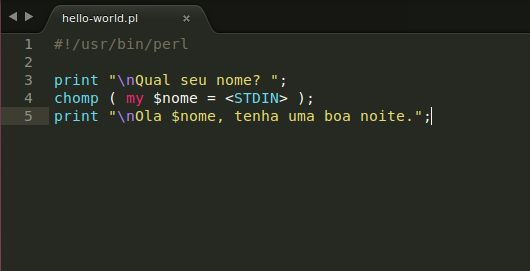 hello-world.pl ×
1 #!/usr/bin/perl
2
3 print "\nQual seu nome? ";
4 chomp ( my $nome = <STDIN> );
5 print "\nOla $nome, tenha uma boa noite.";